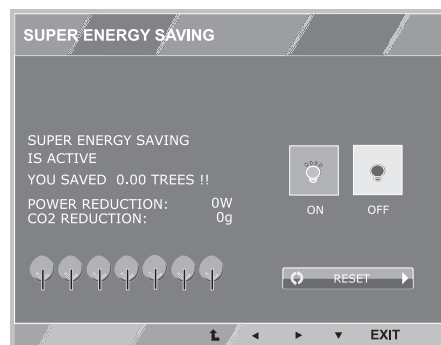 SUPER ENERGY SAVING
SUPER ENERGY SAVING
IS ACTIVE
YOU SAVED 0.00 TREES !!
POWER REDUCTION: 0W
CO2 REDUCTION: 0g
ON OFF
RESET
EXIT